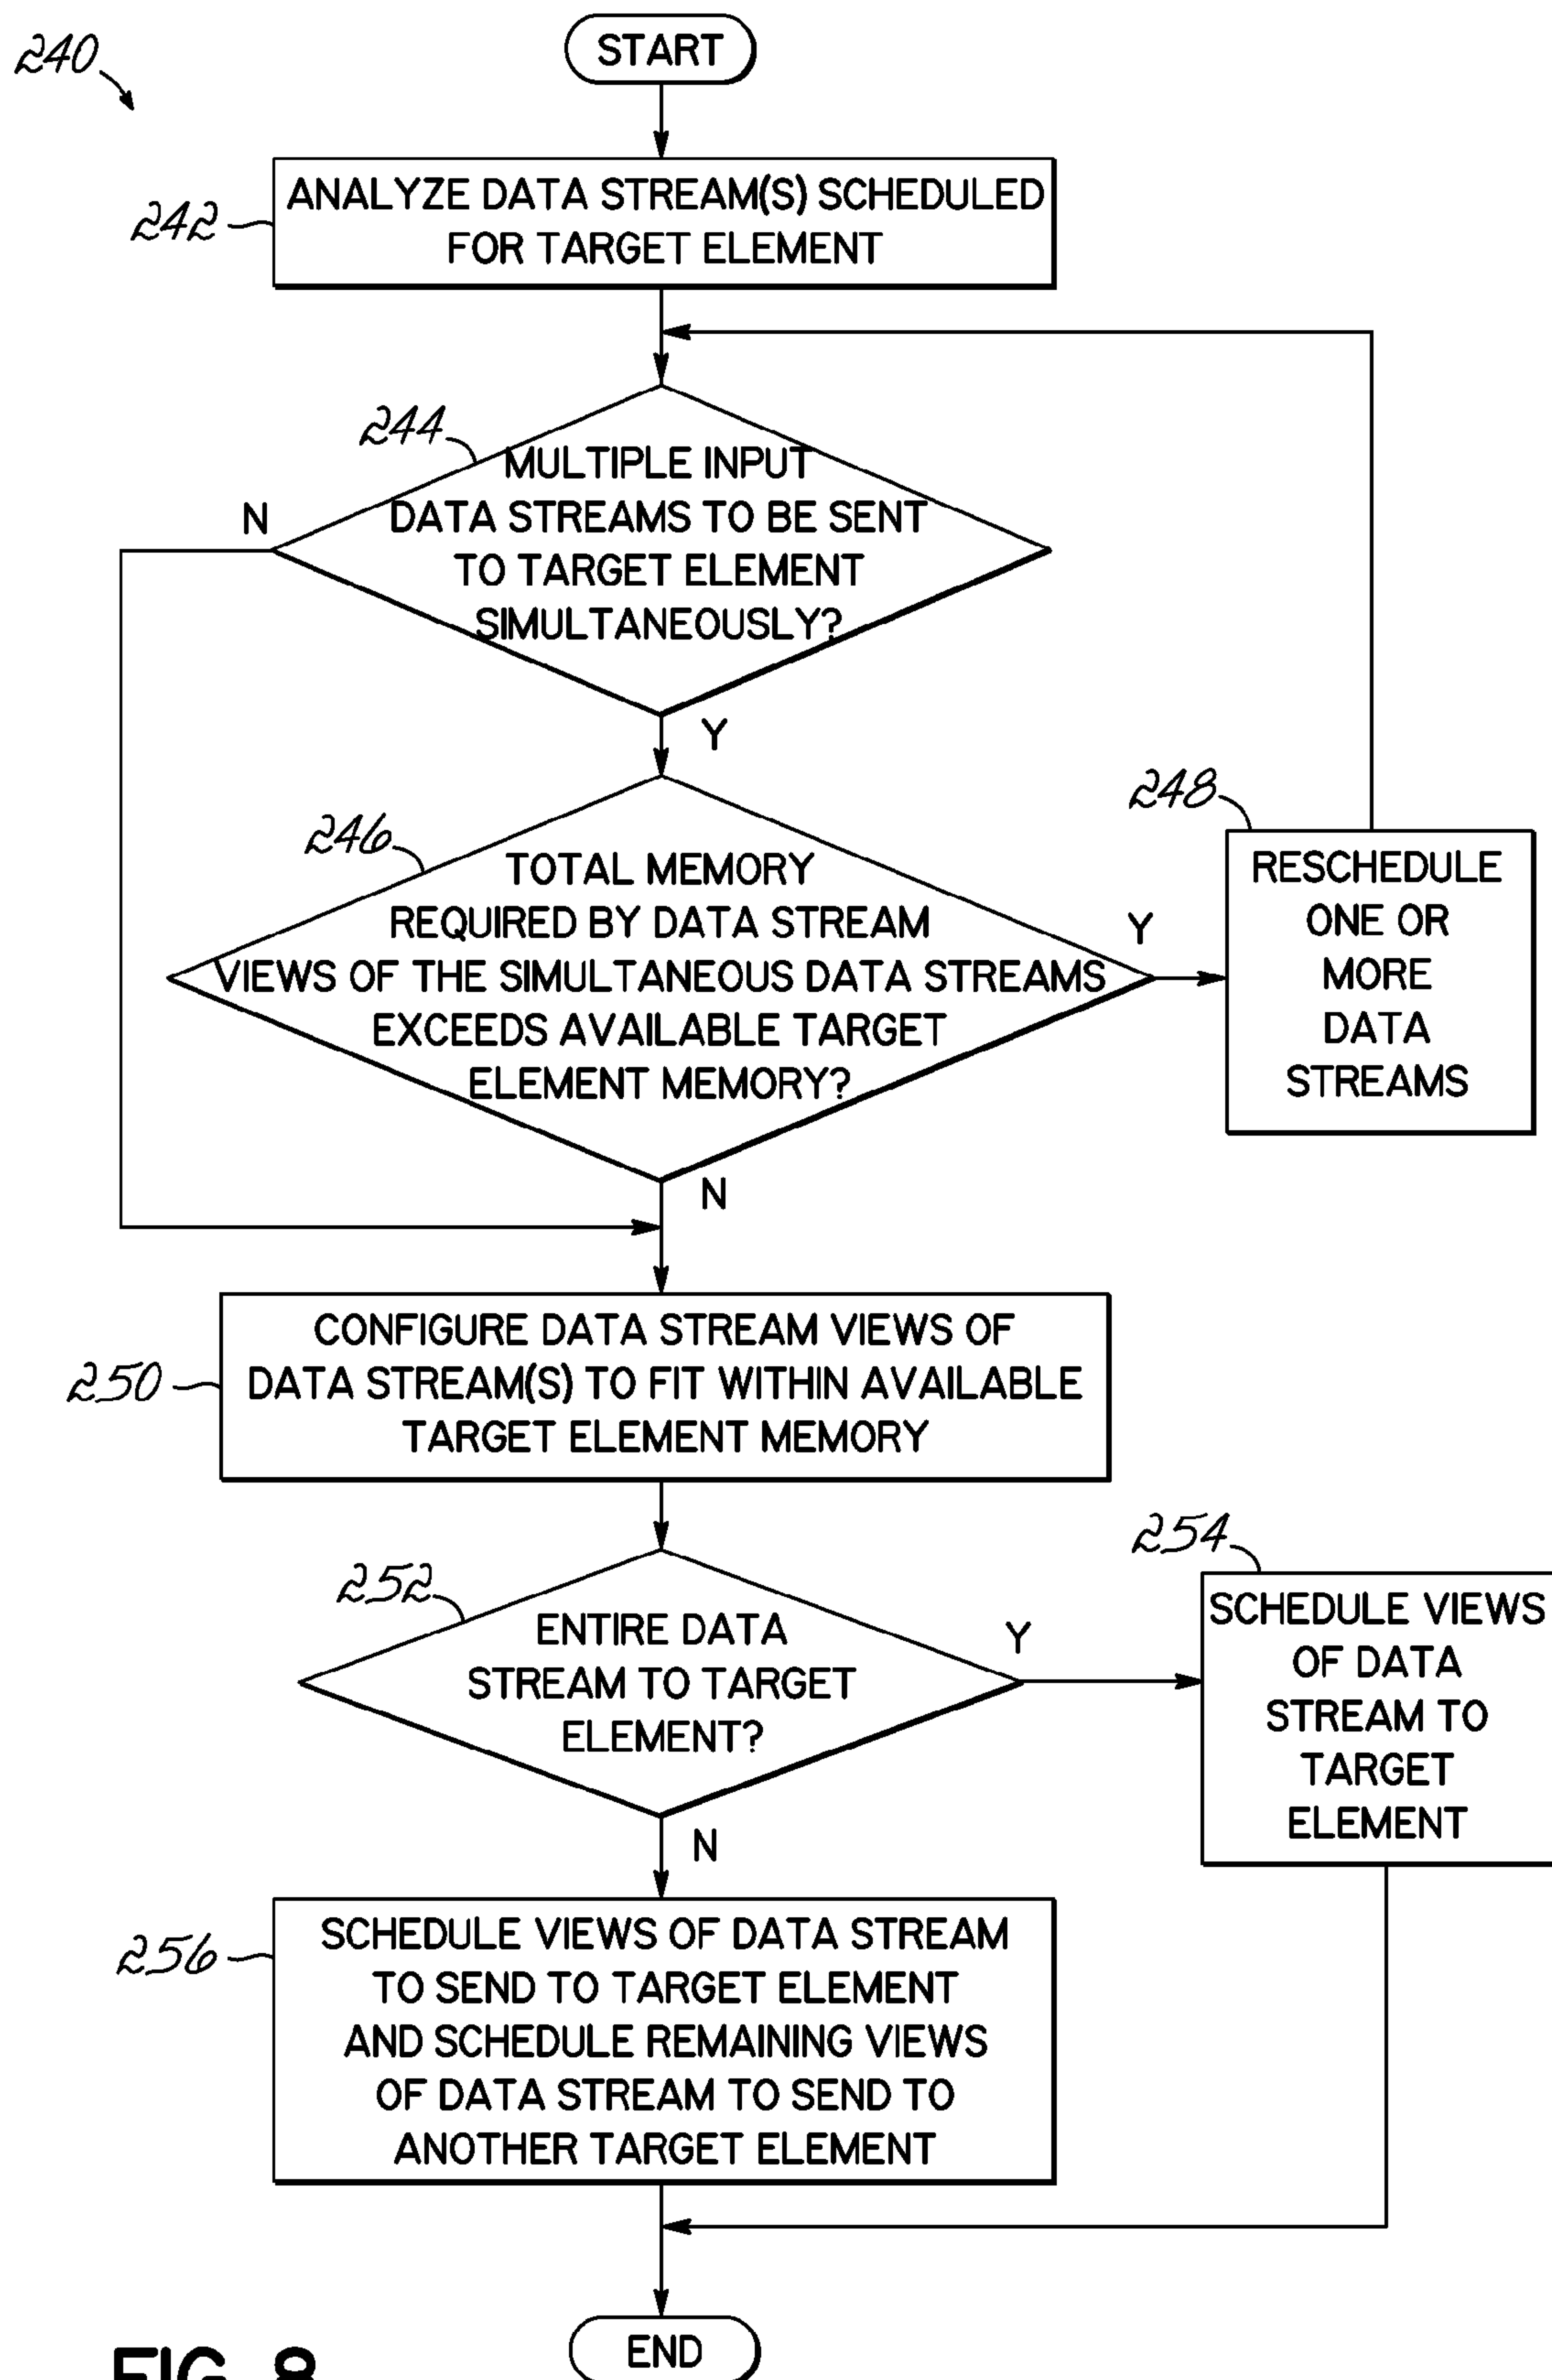 240
START
242
ANALYZE DATA STREAM(S) SCHEDULED
FOR TARGET ELEMENT
244
MULTIPLE INPUT
DATA STREAMS TO BE SENT
TO TARGET ELEMENT
SIMULTANEOUSLY?
N
Y
246
TOTAL MEMORY
REQUIRED BY DATA STREAM
VIEWS OF THE SIMULTANEOUS DATA STREAMS
EXCEEDS AVAILABLE TARGET
ELEMENT MEMORY?
Y
N
248
RESCHEDULE
ONE OR
MORE
DATA
STREAMS
250
CONFIGURE DATA STREAM VIEWS OF
DATA STREAM(S) TO FIT WITHIN AVAILABLE
TARGET ELEMENT MEMORY
252
ENTIRE DATA
STREAM TO TARGET
ELEMENT?
Y
N
254
SCHEDULE VIEWS
OF DATA
STREAM TO
TARGET
ELEMENT
256
SCHEDULE VIEWS OF DATA STREAM
TO SEND TO TARGET ELEMENT
AND SCHEDULE REMAINING VIEWS
OF DATA STREAM TO SEND TO
ANOTHER TARGET ELEMENT
END
FIG. 8